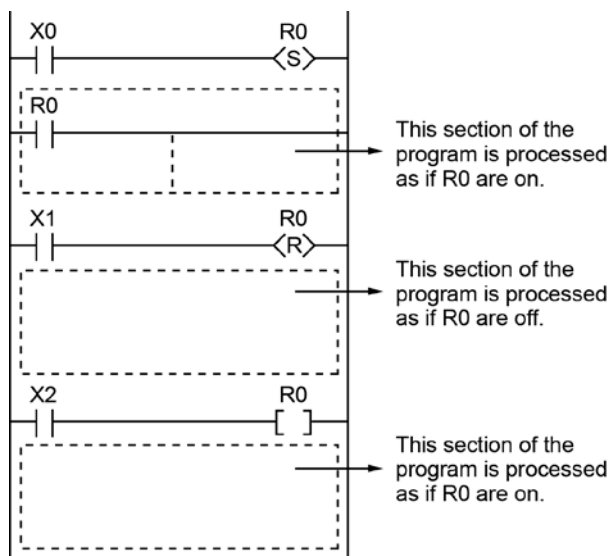 X0 R0
S
R0
This section of the
program is processed
as if R0 are on.
X1 R0
R
This section of the
program is processed
as if R0 are off.
X2 R0
This section of the
program is processed
as if R0 are on.